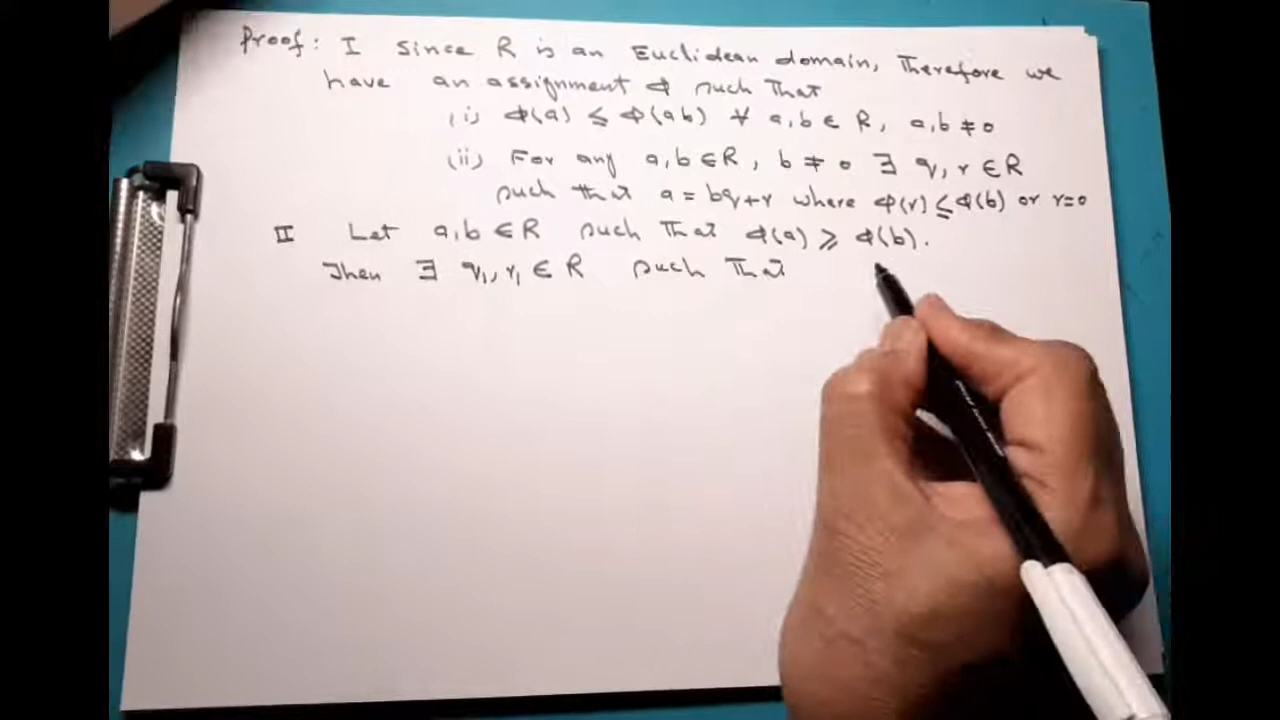 Proof: I Since R is an Euclidean domain, Therefore we
have an assignment φ such that
(i) φ(a) ≤ φ(ab) ∀ a,b ∈ R, a,b ≠ 0
(ii) For any a,b ∈ R, b ≠ 0 ∃ q,r ∈ R
such that a = bq+r where φ(r) ≤ φ(b) or r=0
II Let a,b ∈ R such that φ(a) ⩾ φ(b).
Then ∃ q₁,r₁ ∈ R such that